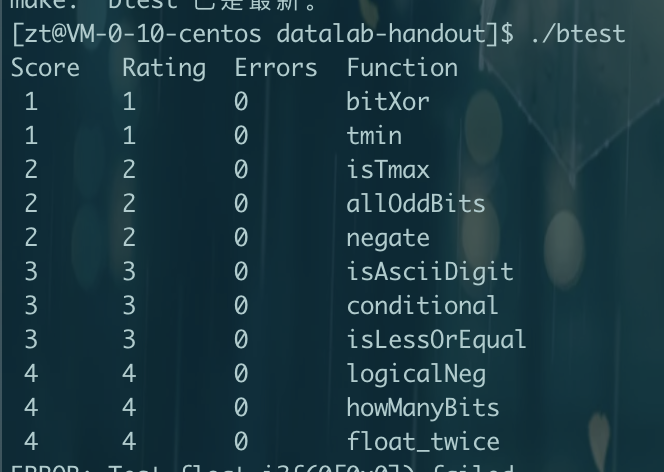 make: "btest"已是最新。
[zt@VM-0-10-centos datalab-handout]$ ./btest
Score Rating Errors Function
1 1 0 bitXor
1 1 0 tmin
2 2 0 isTmax
2 2 0 allOddBits
2 2 0 negate
3 3 0 isAsciiDigit
3 3 0 conditional
3 3 0 isLessOrEqual
4 4 0 logicalNeg
4 4 0 howManyBits
4 4 0 float_twice
ERROR: Test float_i2f( failed